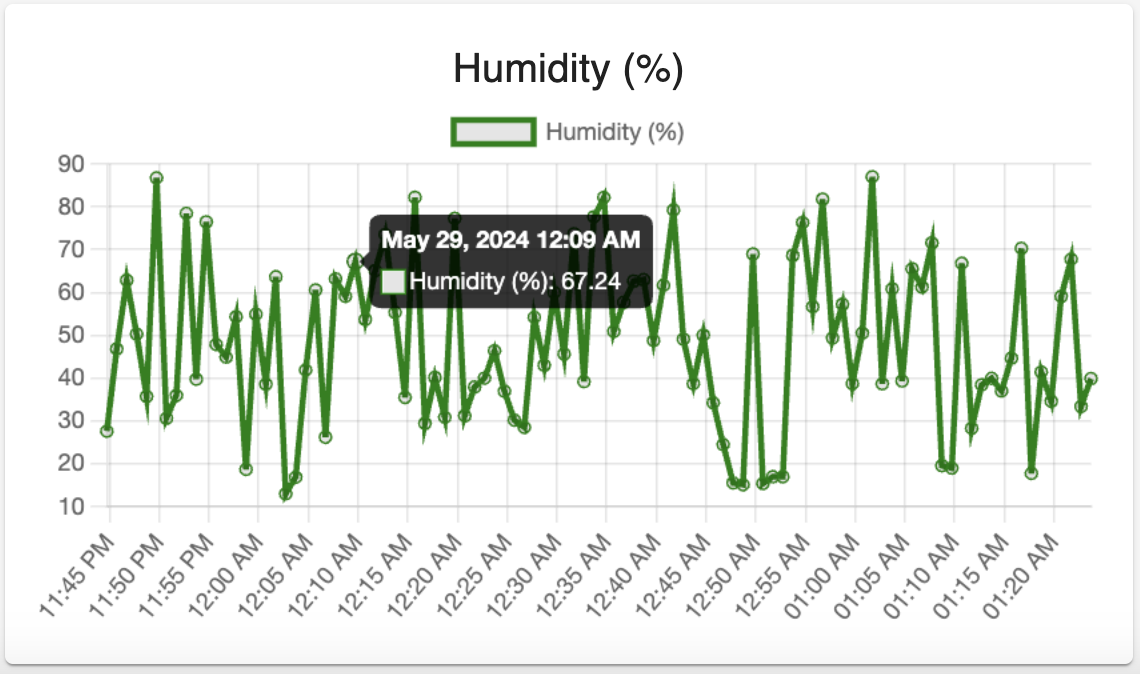 Humidity (%)
Humidity (%)
90
80
70
60
50
40
30
20
10
May 29, 2024 12:09 AM
Humidity (%): 67.24
11:45 PM
11:50 PM
11:55 PM
12:00 AM
12:05 AM
12:10 AM
12:15 AM
12:20 AM
12:25 AM
12:30 AM
12:35 AM
12:40 AM
12:45 AM
12:50 AM
12:55 AM
01:00 AM
01:05 AM
01:10 AM
01:15 AM
01:20 AM